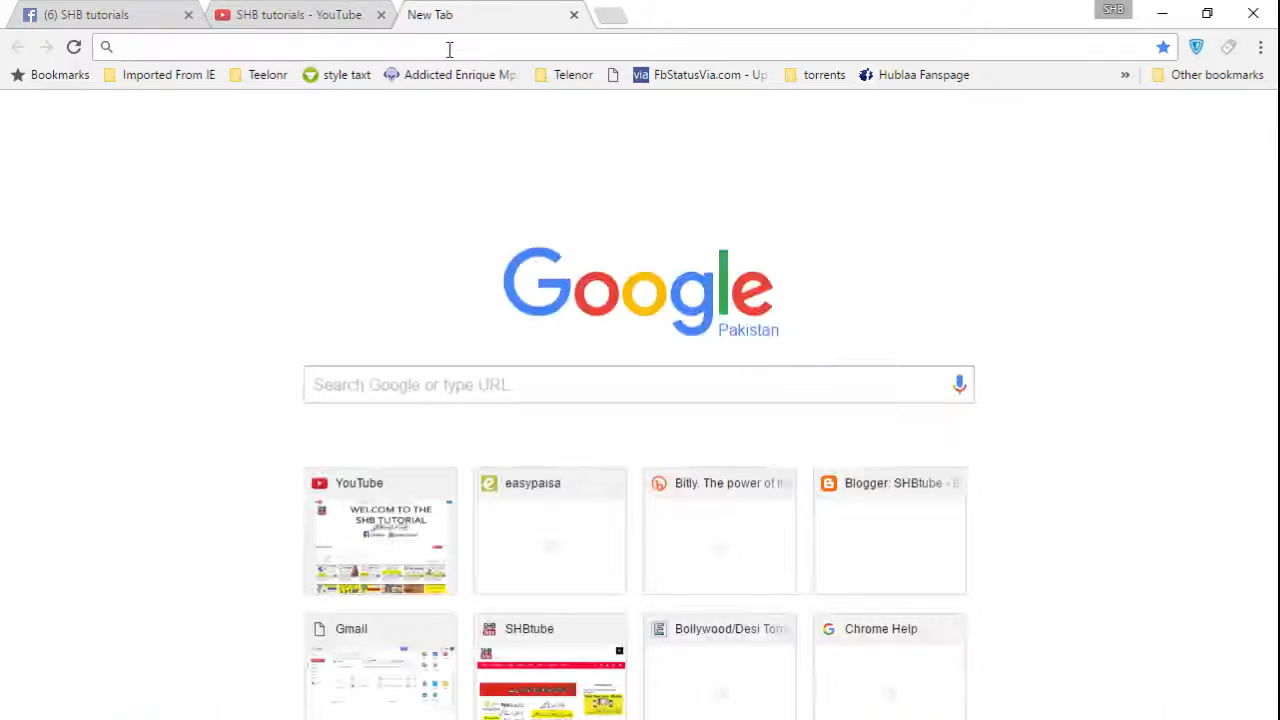 (6) SHB tutorials
SHB tutorials - YouTube
New Tab
SHB
Bookmarks
Imported From IE
Teelonr
style taxt
Addicted Enrique Mp
Telenor
FbStatusVia.com - Up
torrents
Hublaa Fanspage
»
Other bookmarks
Google
Pakistan
Search Google or type URL
YouTube
easypaisa
Bitly. The power of
Blogger: SHBtube - E
WELCOM TO THE
SHB TUTORIAL
Gmail
SHBtube
Bollywood/Desi Torr
Chrome Help